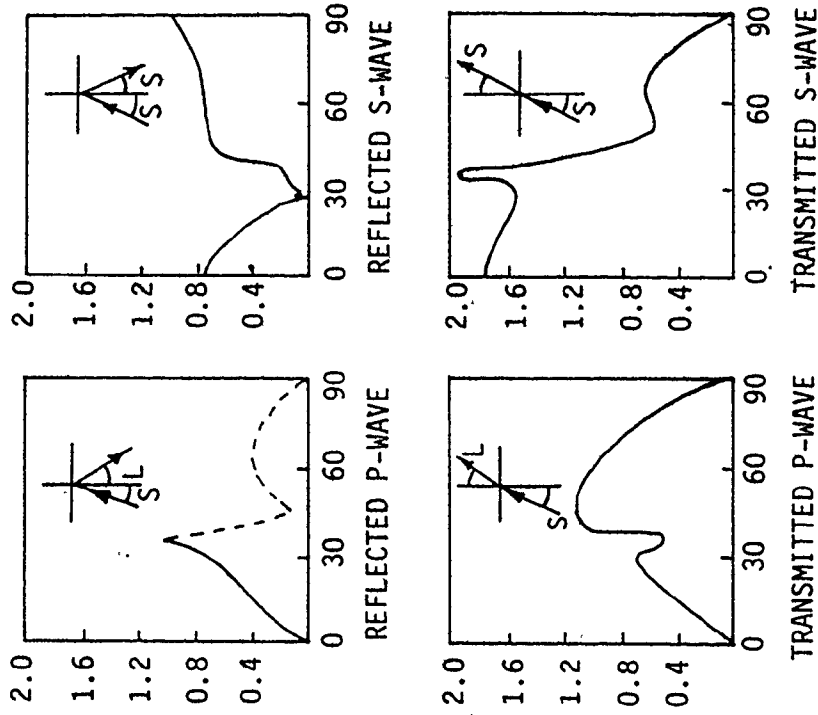 2.0
1.6
1.2
0.8
0.4
S L
0 30 60 90
REFLECTED P-WAVE
2.0
1.6
1.2
0.8
0.4
S S
0 30 60 90
REFLECTED S-WAVE
2.0
1.6
1.2
0.8
0.4
L
S
0 30 60 90
TRANSMITTED P-WAVE
2.0
1.6
1.2
0.8
0.4
S
S
0 30 60 90
TRANSMITTED S-WAVE